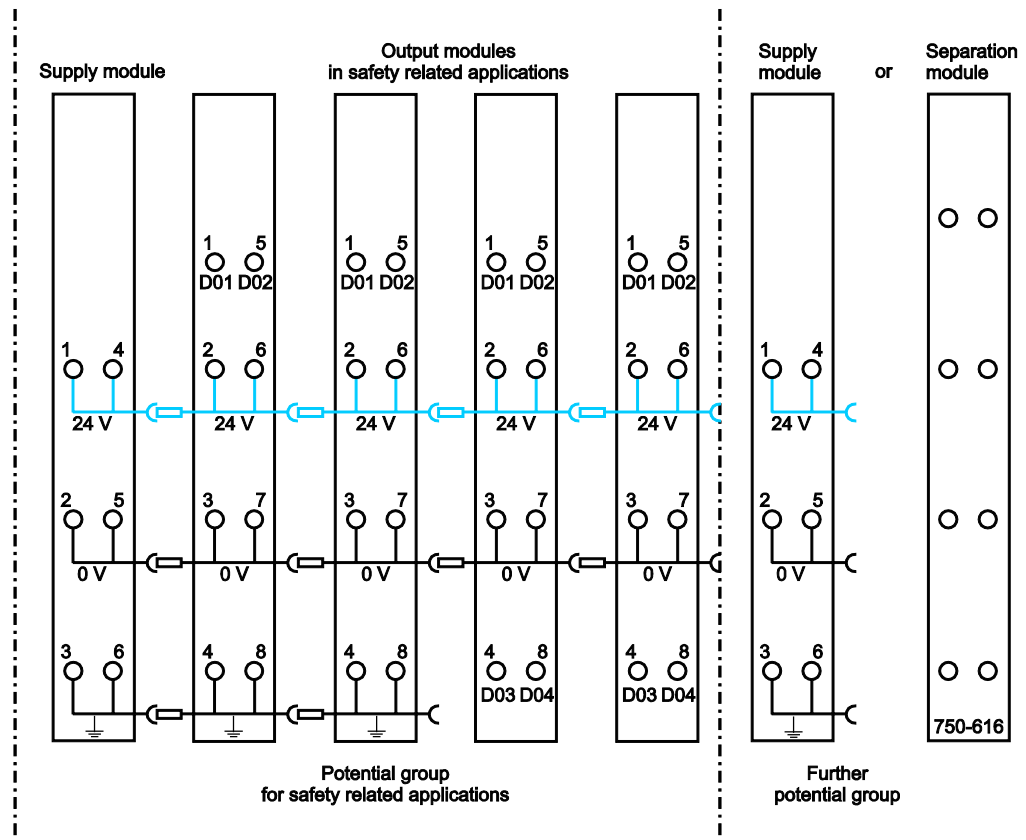 Supply module
Output modules
in safety related applications
Supply
module
or
Separation
module
1 5 1 5 1 5 1 5
D01 D02 D01 D02 D01 D02 D01 D02
1 4 2 6 2 6 2 6 2 6 1 4
24 V 24 V 24 V 24 V 24 V 24 V
2 5 3 7 3 7 3 7 3 7 2 5
0 V 0 V 0 V 0 V 0 V 0 V
3 6 4 8 4 8 4 8 4 8 3 6
D03 D04 D03 D04
750-616
Potential group
for safety related applications
Further
potential group